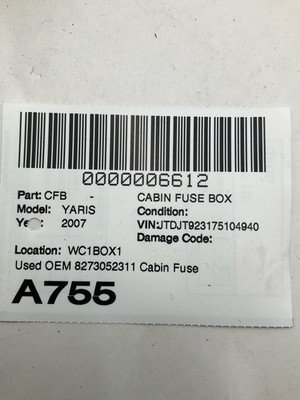 0000006612
Part: CFB - CABIN FUSE BOX
Model: YARIS Condition:
Ye : 2007 VIN:JTDJT923175104940
Damage Code:
Location: WC1BOX1
Used OEM 8273052311 Cabin Fuse
A755